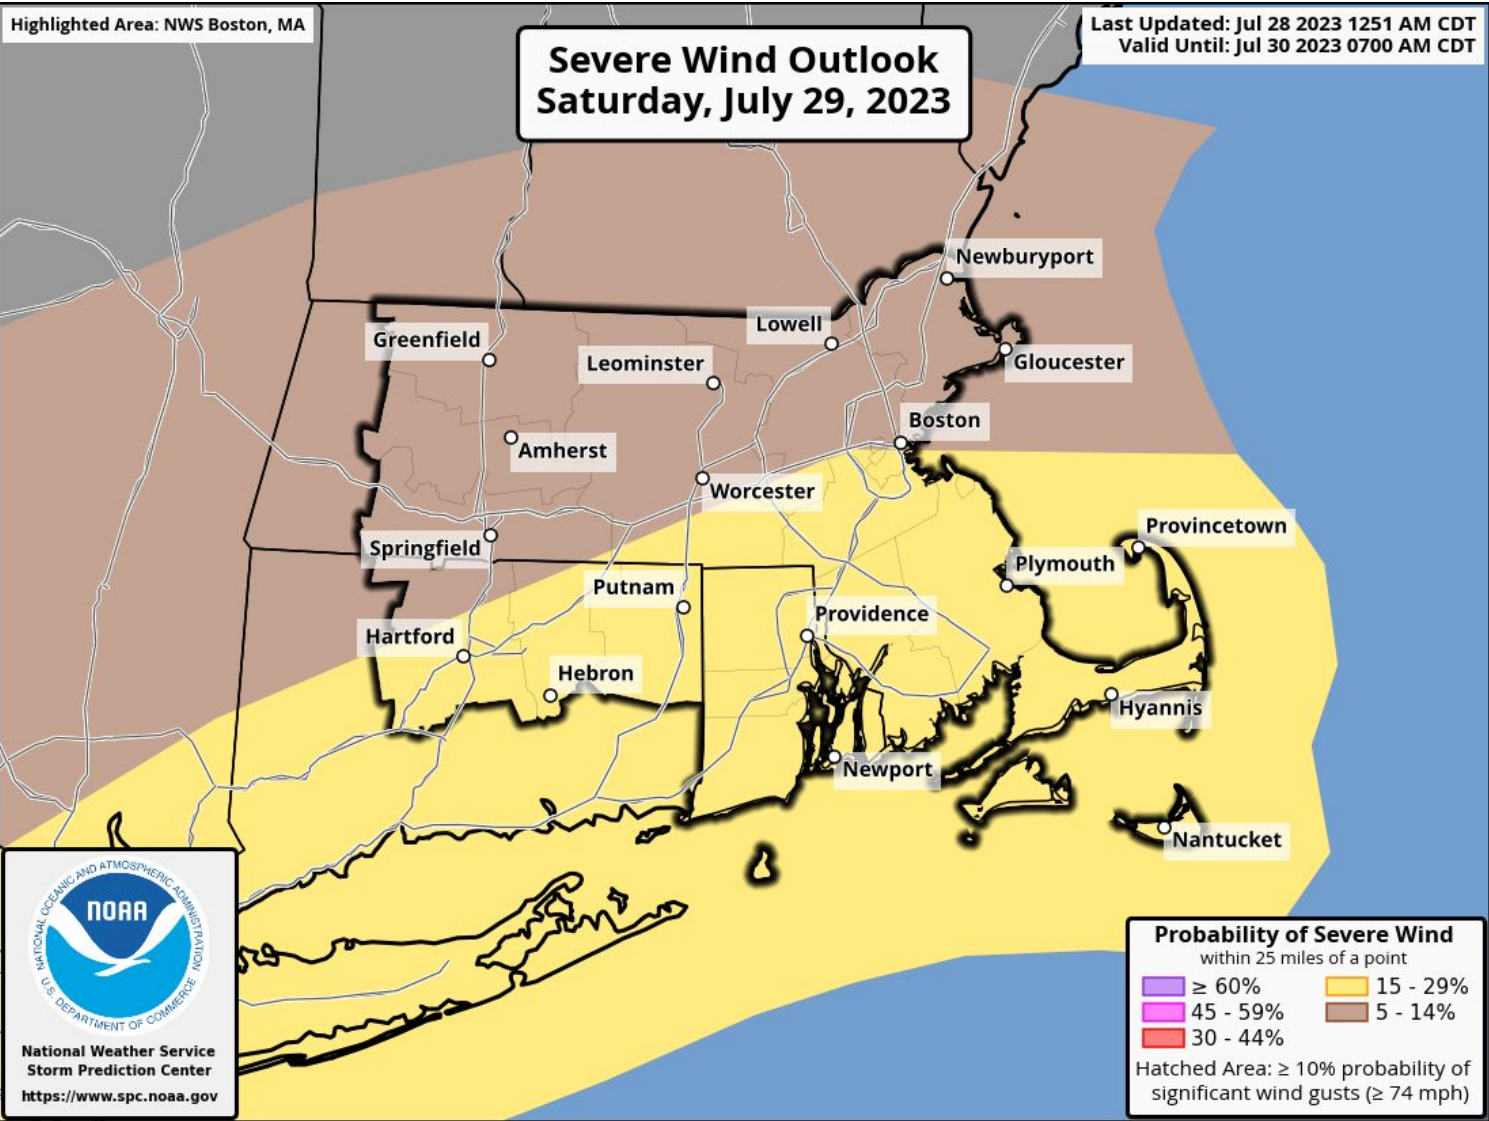 Highlighted Area: NWS Boston, MA
Severe Wind Outlook
Saturday, July 29, 2023
Last Updated: Jul 28 2023 1251 AM CDT
Valid Until: Jul 30 2023 0700 AM CDT
Newburyport
Lowell
Greenfield
Leominster
Gloucester
Boston
Amherst
Worcester
Provincetown
Springfield
Plymouth
Putnam
Providence
Hartford
Hebron
Hyannis
Newport
Nantucket
NATIONAL OCEANIC AND ATMOSPHERIC ADMINISTRATION
NOAA
U.S. DEPARTMENT OF COMMERCE
National Weather Service
Storm Prediction Center
https://www.spc.noaa.gov
Probability of Severe Wind
within 25 miles of a point
≥ 60% 15 - 29%
45 - 59% 5 - 14%
30 - 44%
Hatched Area: ≥ 10% probability of
significant wind gusts (≥ 74 mph)